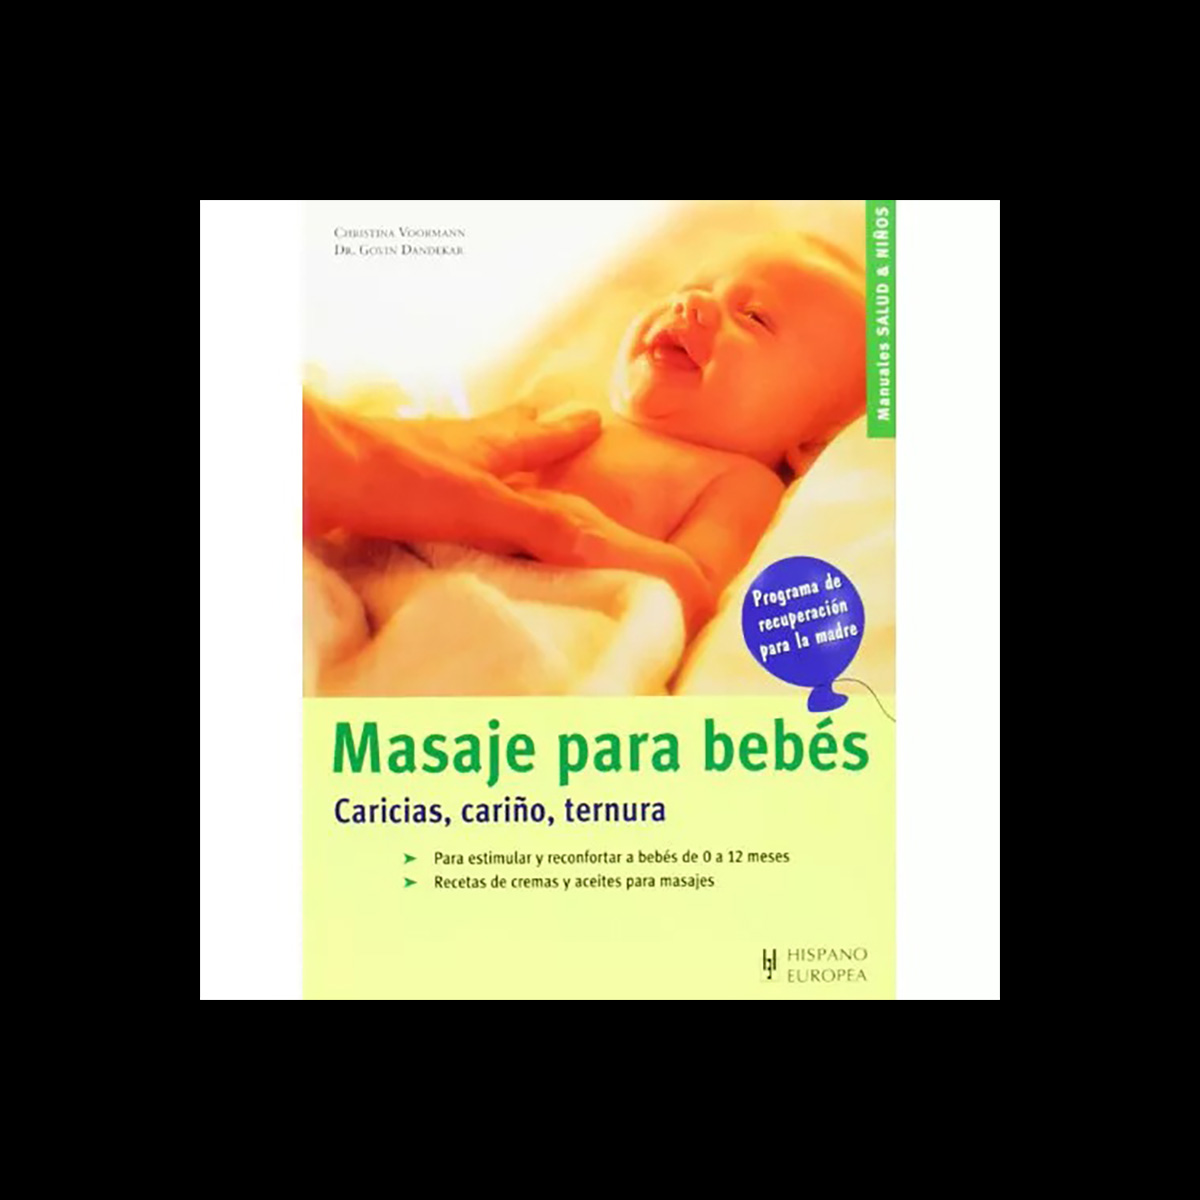 CHRISTINA VOORMANN
DR. GOVIN DANDEKAR
Manuales SALUD & NIÑOS
Programa de
recuperación
para la madre
Masaje para bebés
Caricias, cariño, ternura
➤ Para estimular y reconfortar a bebés de 0 a 12 meses
➤ Recetas de cremas y aceites para masajes
HISPANO
EUROPEA